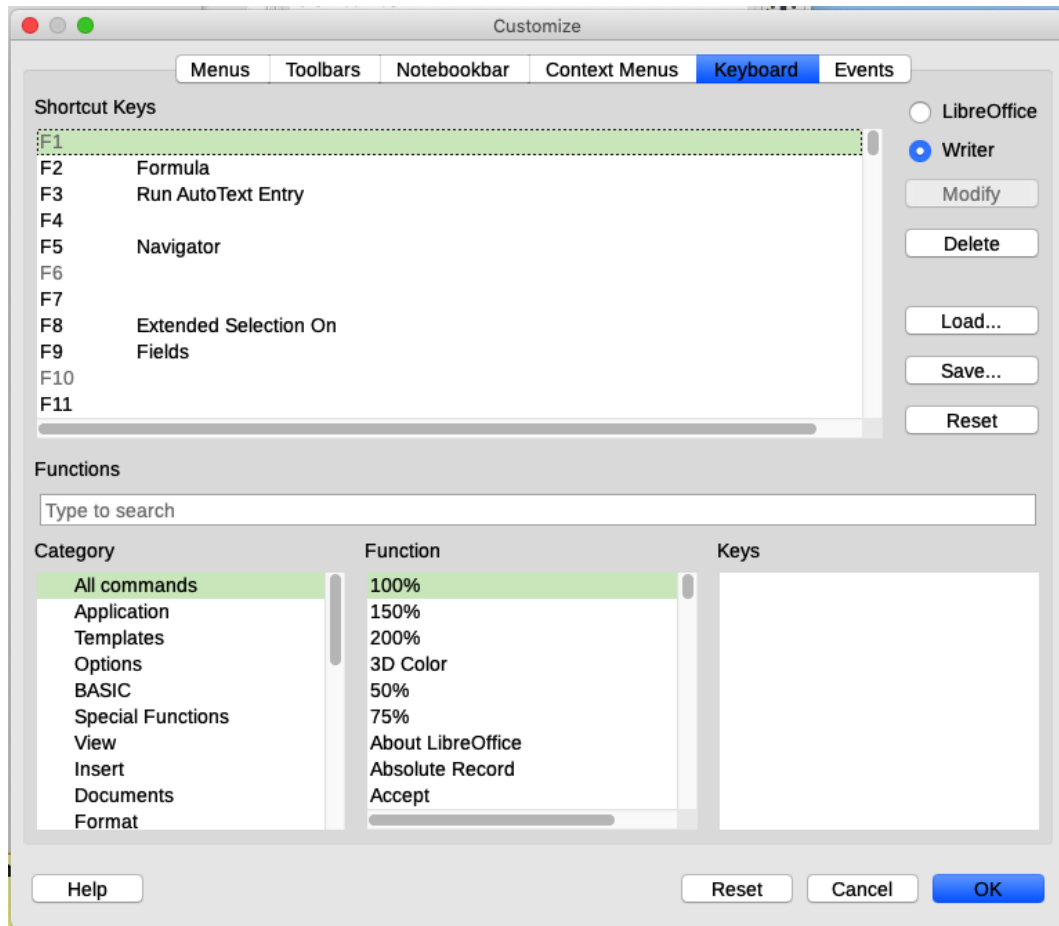 Customize
Menus Toolbars Notebookbar Context Menus Keyboard Events
Shortcut Keys
LibreOffice
Writer
Modify
Delete
Load...
Save...
Reset
F1
F2 Formula
F3 Run AutoText Entry
F4
F5 Navigator
F6
F7
F8 Extended Selection On
F9 Fields
F10
F11
Functions
Type to search
Category
All commands
Application
Templates
Options
BASIC
Special Functions
View
Insert
Documents
Format
Function
100%
150%
200%
3D Color
50%
75%
About LibreOffice
Absolute Record
Accept
Keys
Help Reset Cancel OK